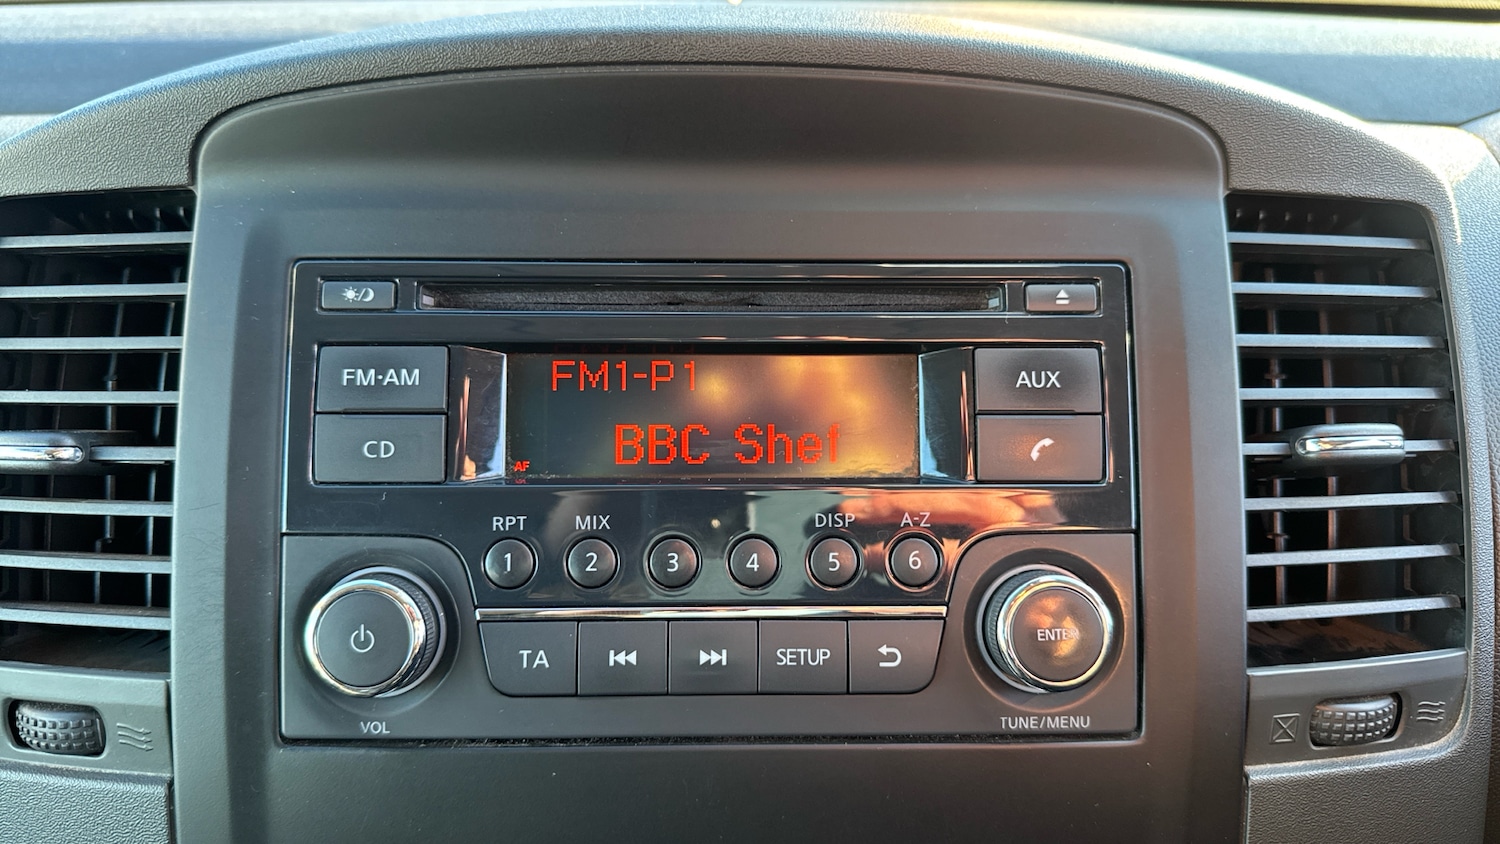 FM·AM
CD
FM1-P1
BBC Shef
AF
AUX
RPT MIX DISP A-Z
1 2 3 4 5 6
TA SETUP
ENTER
VOL
TUNE/MENU